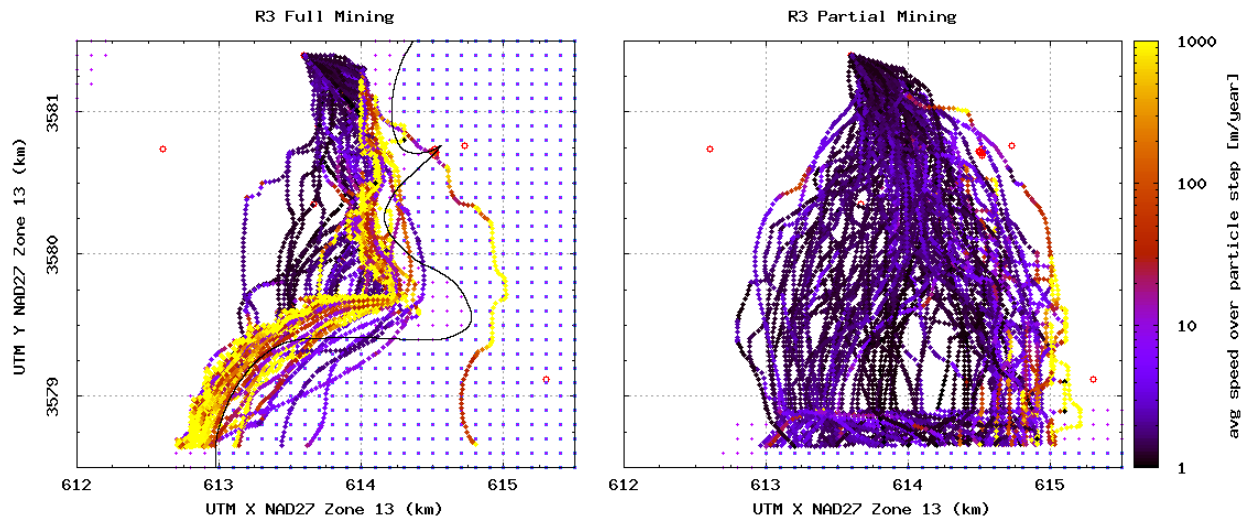 R3 Full Mining
R3 Partial Mining
UTM Y NAD27 Zone 13 (km)
3581
3580
3579
612
613
614
615
UTM X NAD27 Zone 13 (km)
612
613
614
615
UTM X NAD27 Zone 13 (km)
1000
100
10
1
avg speed over particle step [m/year]